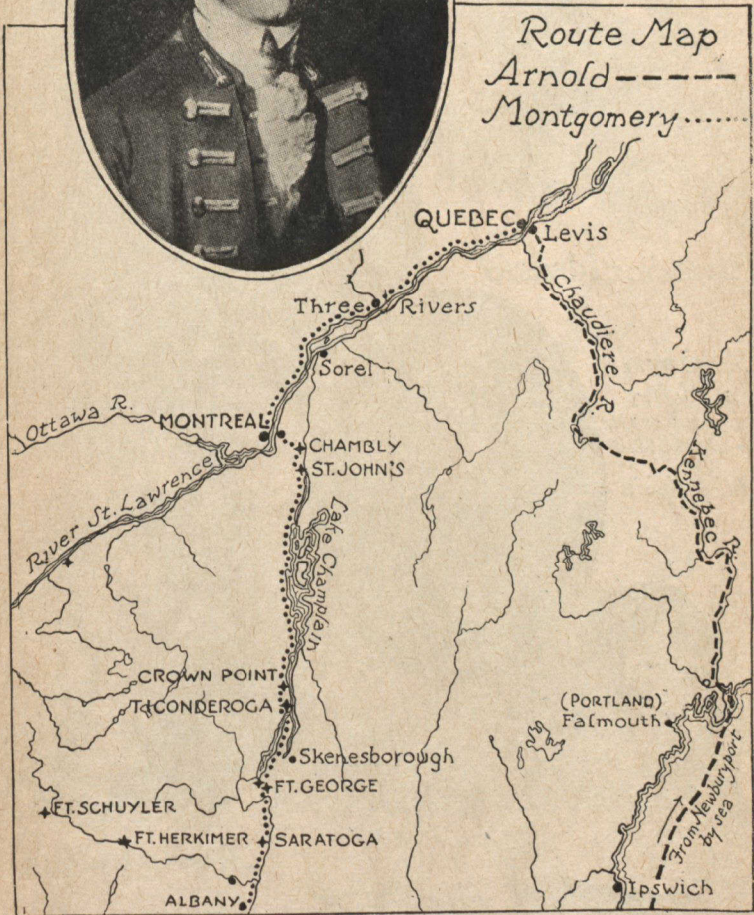 Route Map
Arnold
Montgomery
QUEBEC
Levis
Chaudiere R.
Three Rivers
Sorel
Ottawa R.
MONTREAL
CHAMBLY
ST. JOHN'S
Kennebec R.
River St. Lawrence
Lake Champlain
CROWN POINT
TICONDEROGA
(PORTLAND)
Falmouth
Skenesborough
FT. GEORGE
From Newburyport
by sea
FT. SCHUYLER
FT. HERKIMER
SARATOGA
Ipswich
ALBANY